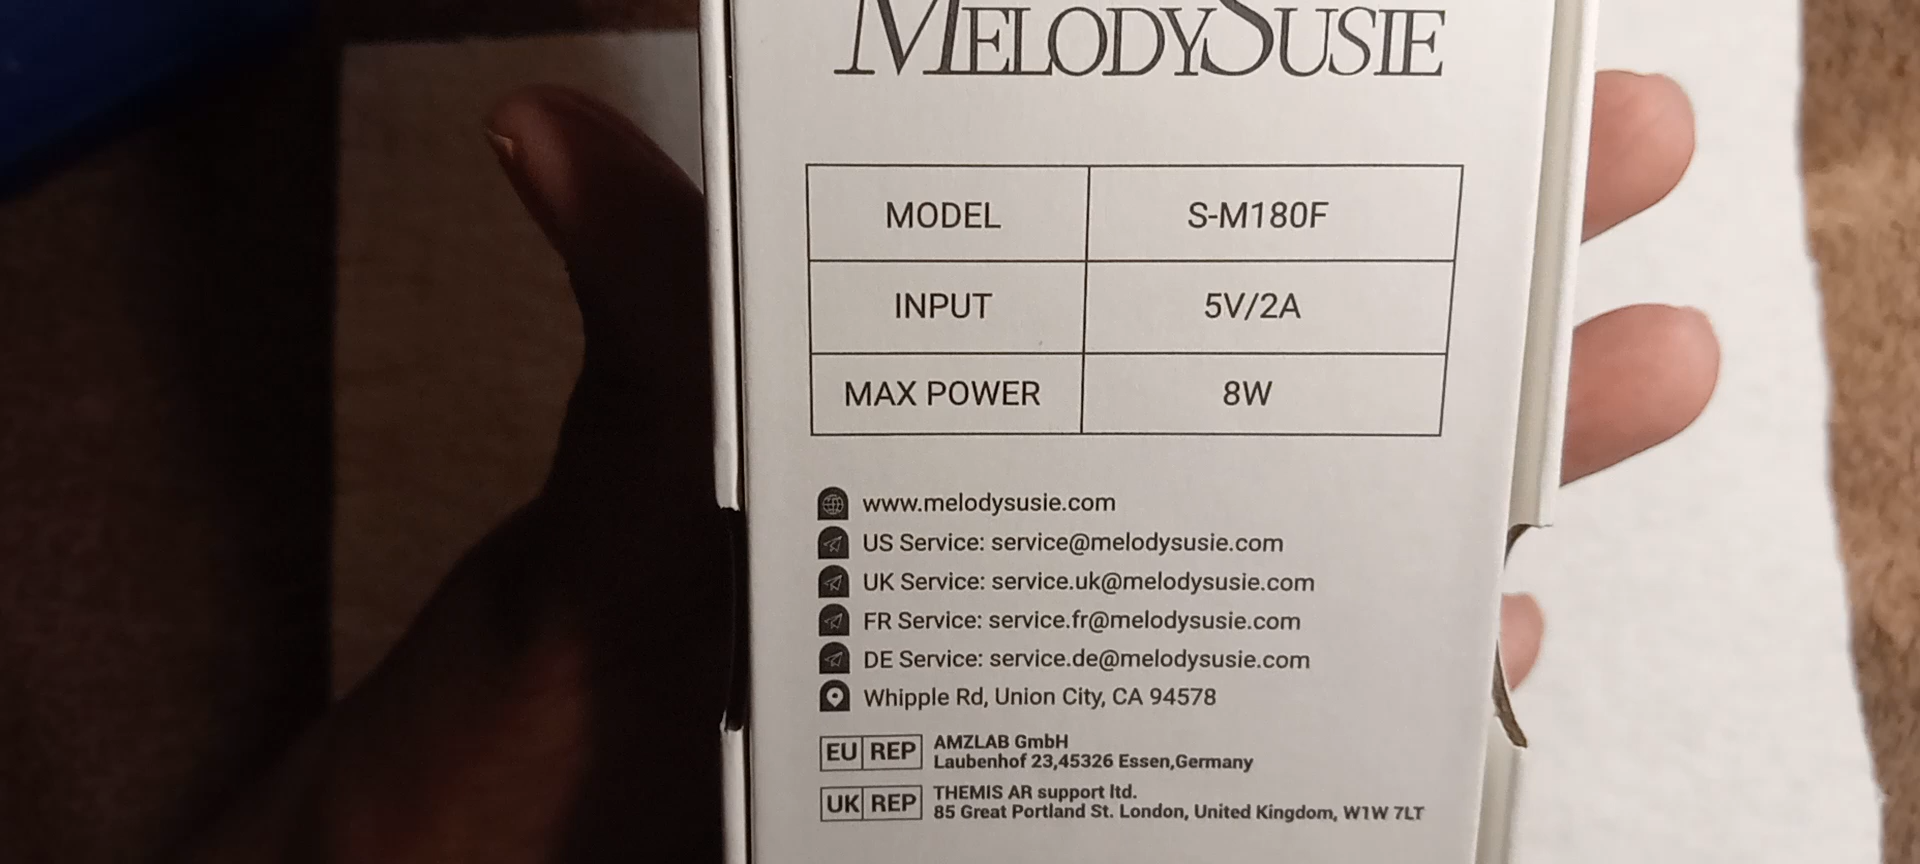 MELODYSUSIE
MODEL S-M180F
INPUT 5V/2A
MAX POWER 8W
www.melodysusie.com
US Service: service@melodysusie.com
UK Service: service.uk@melodysusie.com
FR Service: service.fr@melodysusie.com
DE Service: service.de@melodysusie.com
Whipple Rd, Union City, CA 94578
EU REP AMZLAB GmbH
Laubenhof 23,45326 Essen,Germany
UK REP THEMIS AR support ltd.
85 Great Portland St. London, United Kingdom, W1W 7LT